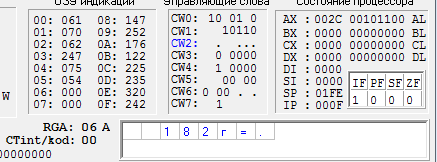 ОЗУ индикации Управляющие слова Состояние процессора
00: 061 08: 147 CW0: 10 01 0 AX : 002C 00101100 AL
01: 070 09: 252 CW1: 10110 BX : 0000 00000000 BL
02: 062 0A: 176 CW2: . ... CX : 0000 00000000 CL
03: 247 0B: 122 CW3: 0 0000 DX : 0000 00000000 DL
04: 075 0C: 225 CW4: 1 0000 DI : 0000
05: 054 0D: 235 CW5: 00 00 SI : 0000 IF PF SF ZF
W 06: 000 0E: 320 CW6: 0 00 . . SP : 01FE 1 0 0 0
07: 000 0F: 242 CW7: 1 IP : 000F
RGA: 06 A 1 8 2 r = .
CTint/kod: 00
00000000